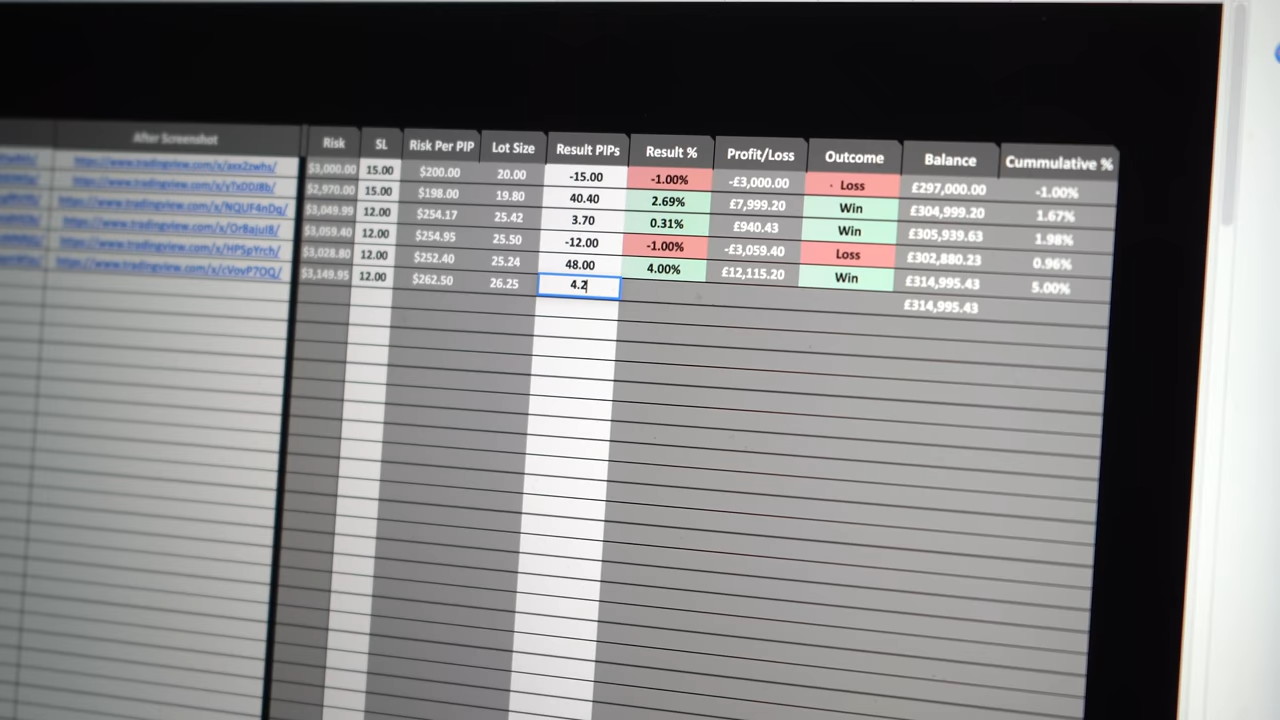 After Screenshot Risk SL Risk Per PIP Lot Size Result PIPs Result % Profit/Loss Outcome Balance Cummulative %
https://www.tradingview.com/x/axx2zwhs/ $3,000.00 15.00 $200.00 20.00 -15.00 -1.00% -£3,000.00 Loss £297,000.00 -1.00%
$2,970.00 15.00 $198.00 19.80 40.40 2.69% £7,999.20 Win £304,999.20 1.67%
https://www.tradingview.com/x/NQUF4nDq/ $3,049.99 12.00 $254.17 25.42 3.70 0.31% £940.43 Win £305,939.63 1.98%
https://www.tradingview.com/x/OrBajuIB/ $3,059.40 12.00 $254.95 25.50 -12.00 -1.00% -£3,059.40 Loss £302,880.23 0.96%
https://www.tradingview.com/x/HPSpYrch/ $3,028.80 12.00 $252.40 25.24 48.00 4.00% £12,115.20 Win £314,995.43 5.00%
https://www.tradingview.com/x/cVovP7OQ/ $3,149.95 12.00 $262.50 26.25 4.2 £314,995.43